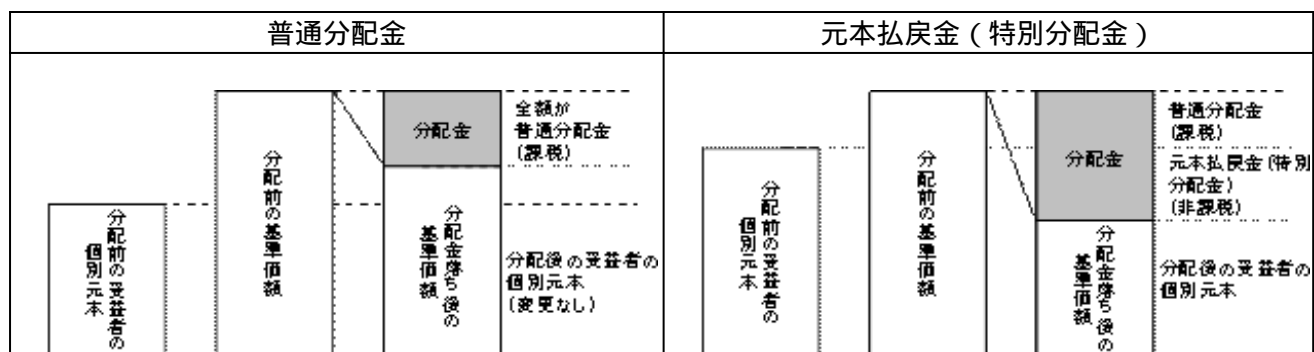 普通分配金
元本払戻金（特別分配金）
分配前の受益者の
個別元本
分配前の基準価額
分配金
分配金落ち後の
基準価額
全額が
普通分配金
(課税)
分配後の受益者の
個別元本
(変更なし)
分配前の受益者の
個別元本
分配前の基準価額
分配金
分配金落ち後の
基準価額
普通分配金
(課税)
元本払戻金(特別
分配金)
(非課税)
分配後の受益者の
個別元本